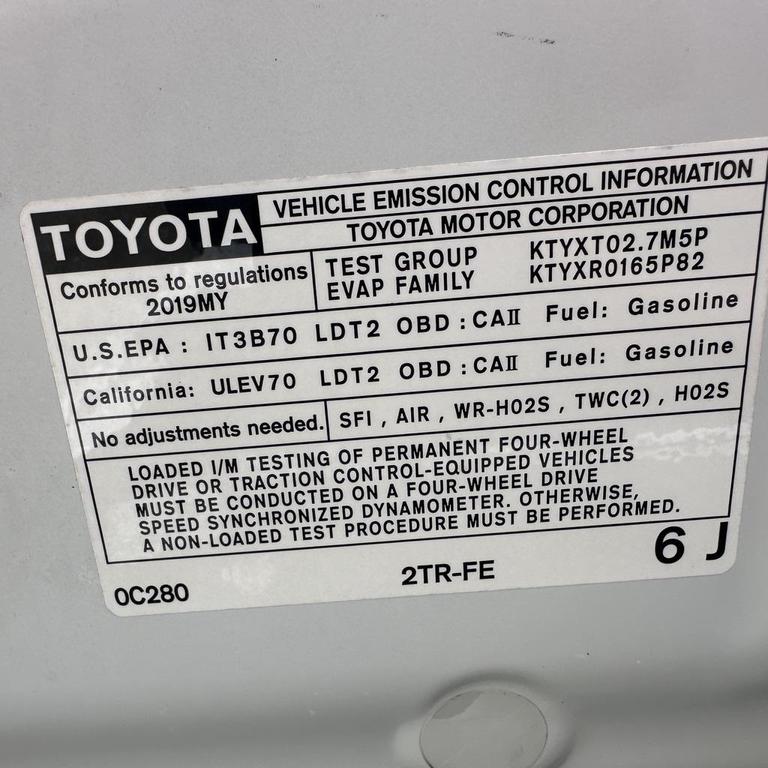 TOYOTA
VEHICLE EMISSION CONTROL INFORMATION
TOYOTA MOTOR CORPORATION
Conforms to regulations
2019MY
TEST GROUP KTYXT02.7M5P
EVAP FAMILY KTYXR0165P82
U.S.EPA : IT3B70 LDT2 OBD : CAII Fuel: Gasoline
California: ULEV70 LDT2 OBD : CAII Fuel: Gasoline
No adjustments needed. SFI , AIR , WR-HO2S , TWC(2) , HO2S
LOADED I/M TESTING OF PERMANENT FOUR-WHEEL
DRIVE OR TRACTION CONTROL-EQUIPPED VEHICLES
MUST BE CONDUCTED ON A FOUR-WHEEL DRIVE
SPEED SYNCHRONIZED DYNAMOMETER. OTHERWISE,
A NON-LOADED TEST PROCEDURE MUST BE PERFORMED.
0C280 2TR-FE 6 J